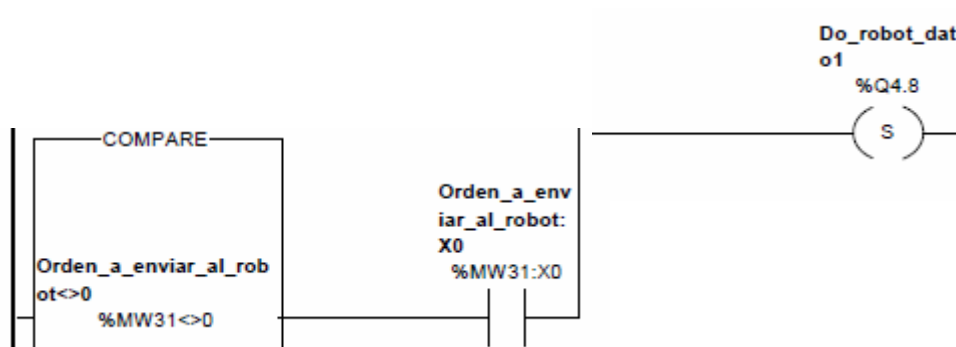 Do_robot_dat
o1
%Q4.8
S
COMPARE
Orden_a_env
iar_al_robot:
X0
%MW31:X0
Orden_a_enviar_al_rob
ot<>0
%MW31<>0